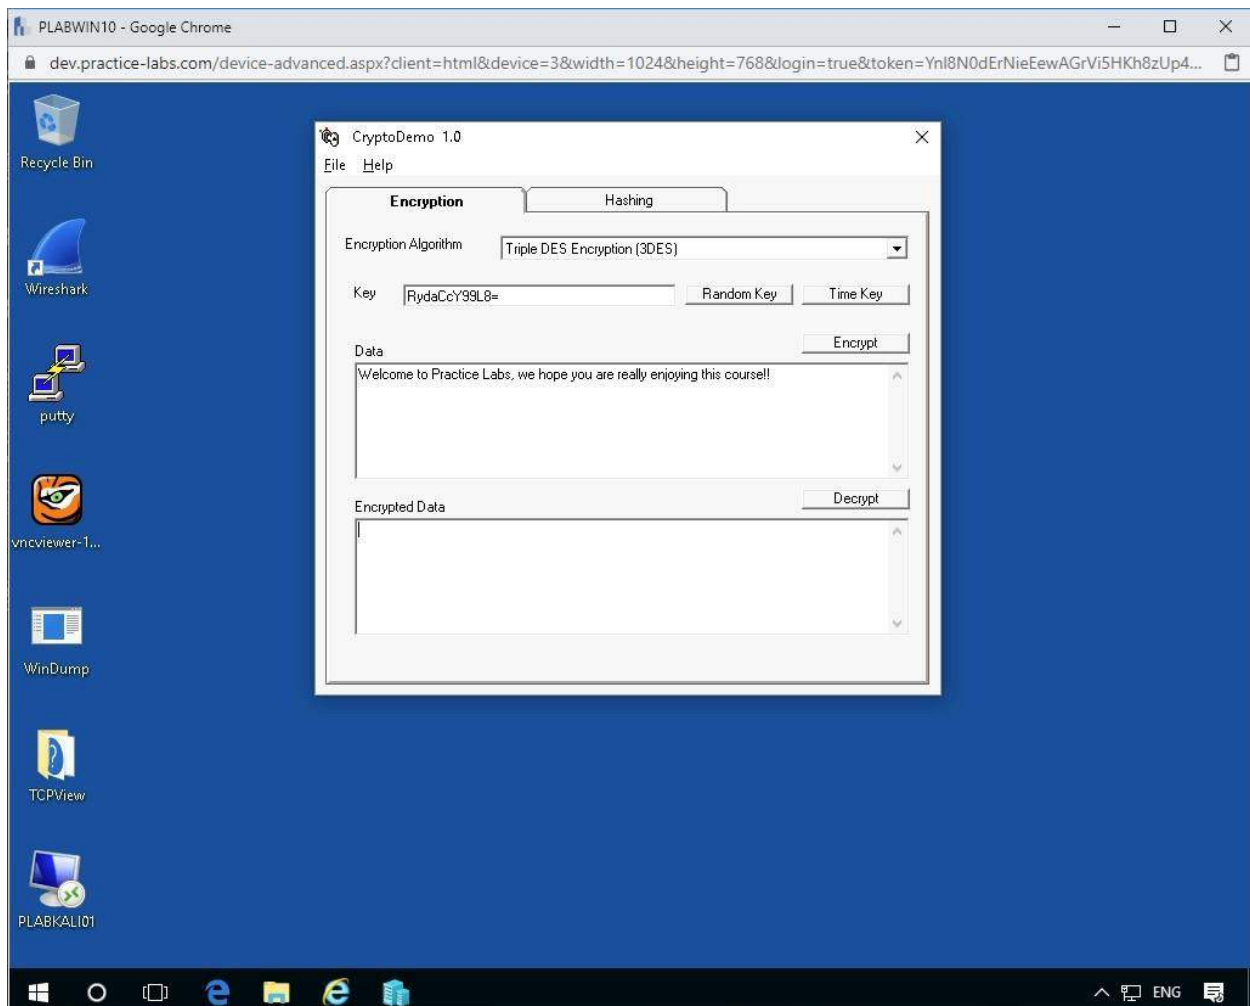 PLABWIN10 - Google Chrome
dev.practice-labs.com/device-advanced.aspx?client=html&device=3&width=1024&height=768&login=true&token=Ynl8N0dErNieEewAGrVi5HKh8zUp4...
Recycle Bin
Wireshark
putty
vncviewer-1...
WinDump
TCPView
PLABKALI01
CryptoDemo 1.0
File Help
Encryption Hashing
Encryption Algorithm Triple DES Encryption (3DES)
Key RydaCcY99L8= Random Key Time Key
Encrypt
Data
Welcome to Practice Labs, we hope you are really enjoying this course!!
Decrypt
Encrypted Data
ENG